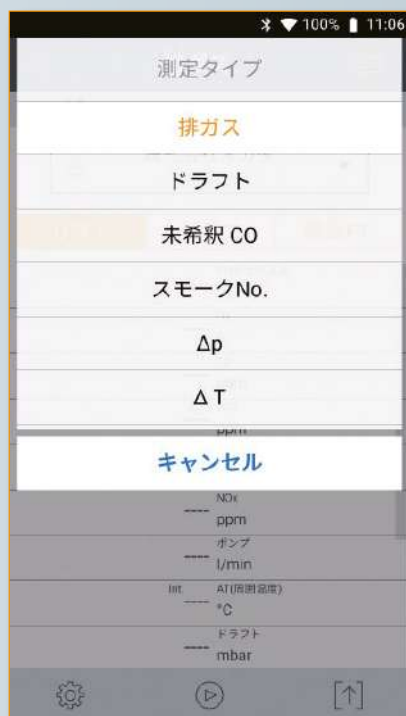 100% 11:06
測定タイプ
排ガス
ドラフト
未希釈 CO
スモークNo.
Δp
Δ T
キャンセル
ppm
NOx
---- ppm
ポンプ
---- l/min
Int. AT(周囲温度)
---- °C
ドラフト
---- mbar